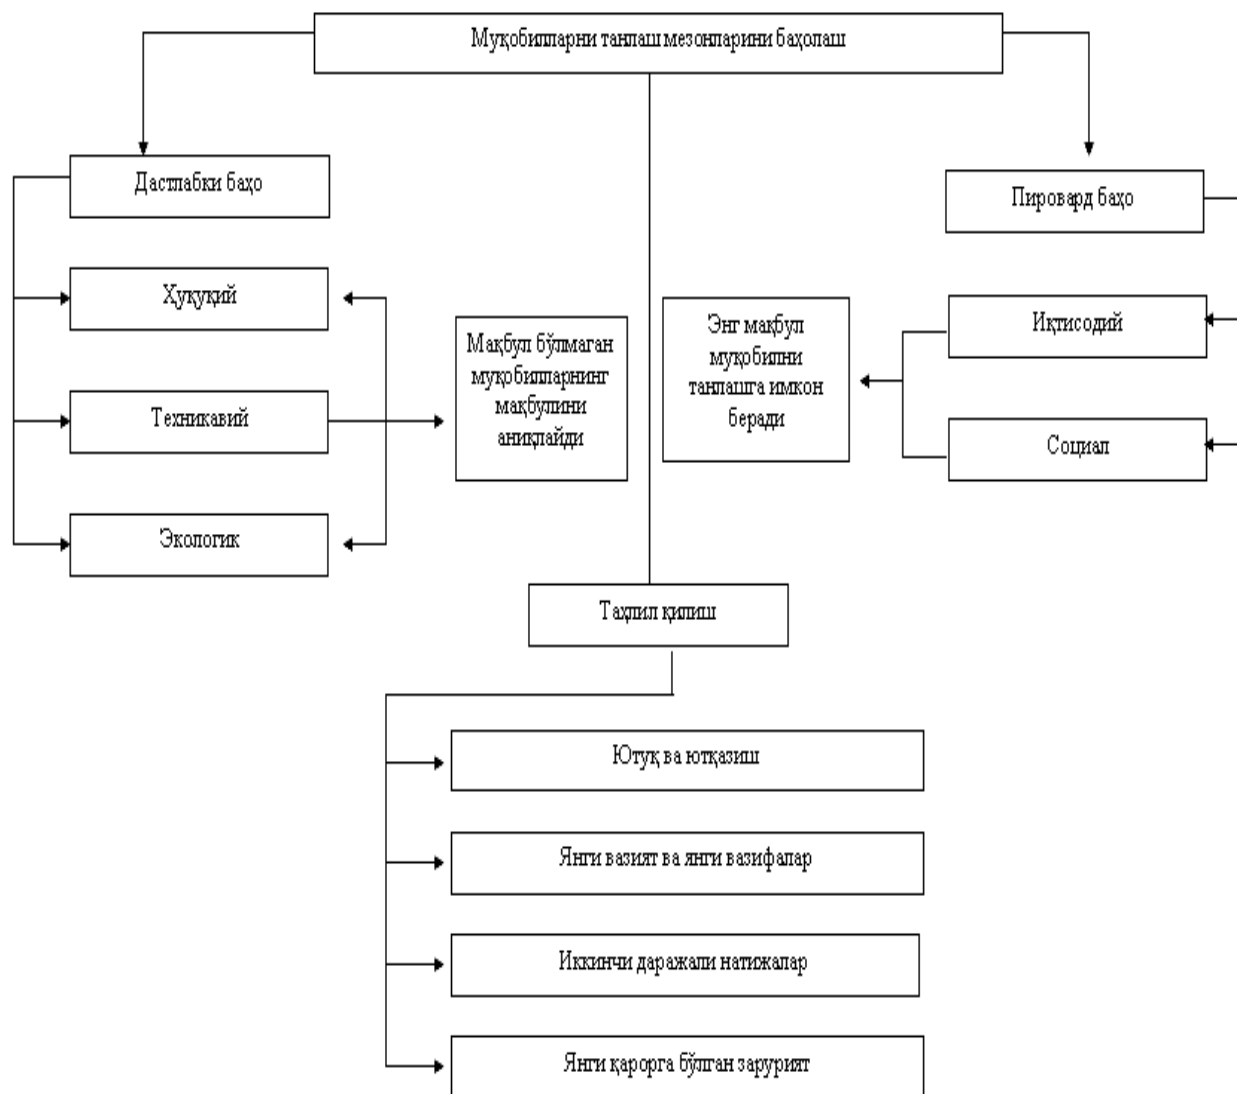 Муқобилларни танлаш мезонларини баҳолаш
Дастлабки баҳо
Пировард баҳо
Ҳуқуқий
Техникавий
Экологик
Мақбул бўлмаган
муқобилларнинг
мақбулини
аниқлайди
Энг мақбул
муқобилни
танлашга имкон
беради
Иқтисодий
Социал
Таҳлил қилиш
Ютуқ ва ютқазиш
Янги вазият ва янги вазифалар
Иккинчи даражали натижалар
Янги қарорга бўлган зарурият